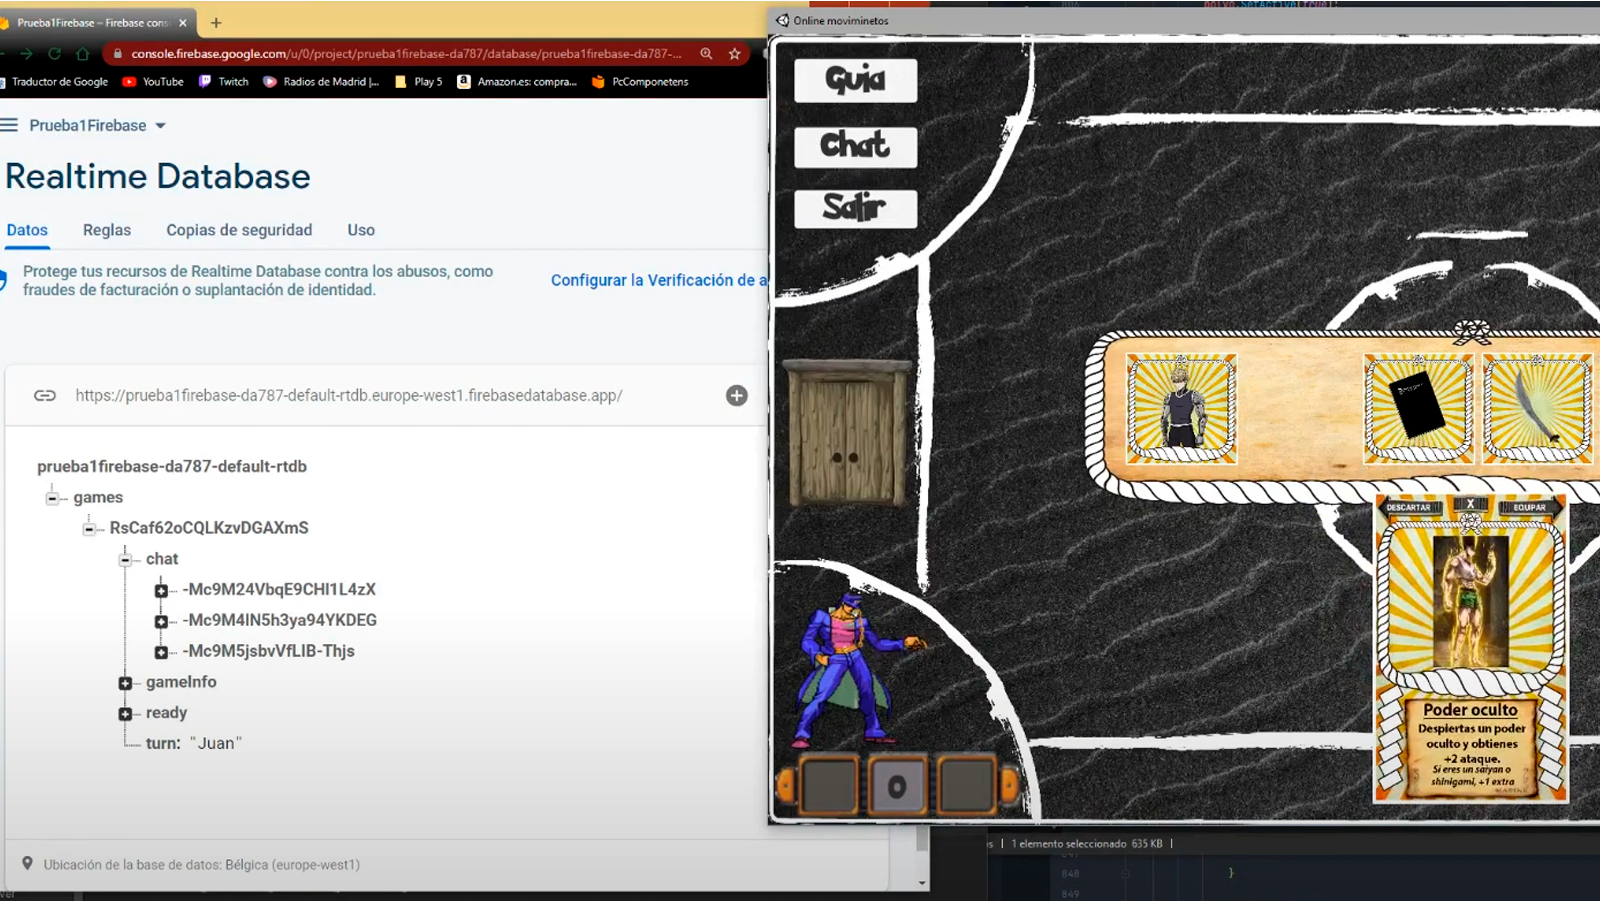 Prueba1Firebase – Firebase cons
console.firebase.google.com/u/0/project/prueba1firebase-da787/database/prueba1firebase-da787-...
Traductor de Google
YouTube
Twitch
Radios de Madrid |...
Play 5
Amazon.es: compra...
PcComponetens
Prueba1Firebase
Realtime Database
Datos
Reglas
Copias de seguridad
Uso
Protege tus recursos de Realtime Database contra los abusos, como
fraudes de facturación o suplantación de identidad.
Configurar la Verificación de a
https://prueba1firebase-da787-default-rtdb.europe-west1.firebasedatabase.app/
prueba1firebase-da787-default-rtdb
games
RsCaf62oCQLKzvDGAXmS
chat
-Mc9M24VbqE9CHI1L4zX
-Mc9M4IN5h3ya94YKDEG
-Mc9M5jsbvVfLIB-Thjs
gameInfo
ready
turn: "Juan"
Ubicación de la base de datos: Bélgica (europe-west1)
Online moviminetos
Guia
Chat
Salir
DESCARTAR
X
EQUIPAR
Poder oculto
Despiertas un poder
oculto y obtienes
+2 ataque.
Si eres un saiyan o
shinigami, +1 extra
0
1 elemento seleccionado 635 KB
848
}
849